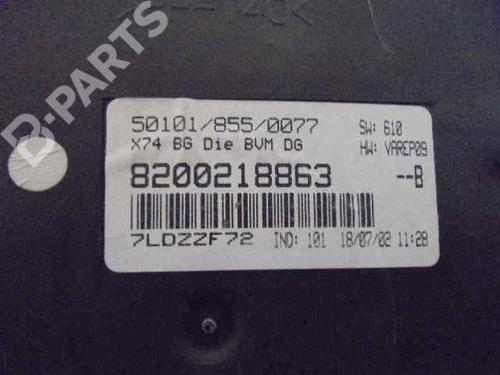 B-PARTS
50101/855/0077
SW: 610
X74 BG Die BVM DG
HW: VAREP09
8200218863 --B
7LDZZF72 IND: 101 18/07/02 11:28